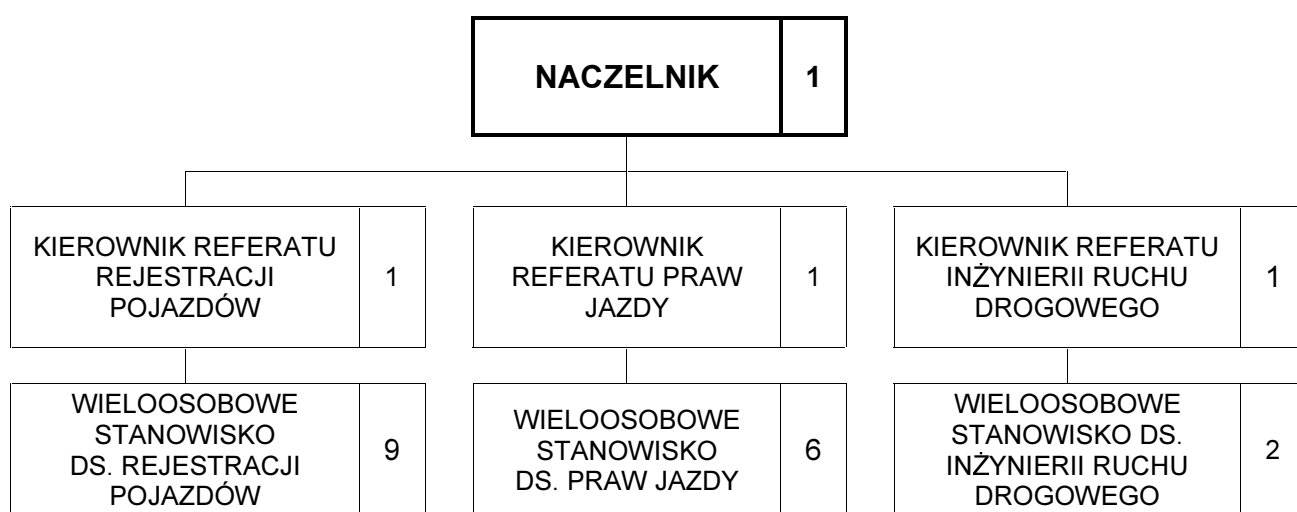 NACZELNIK
1
KIEROWNIK REFERATU
REJESTRACJI
POJAZDÓW
1
KIEROWNIK
REFERATU PRAW
JAZDY
1
KIEROWNIK REFERATU
INŻYNIERII RUCHU
DROGOWEGO
1
WIELOOSOBOWE
STANOWISKO
DS. REJESTRACJI
POJAZDÓW
9
WIELOOSOBOWE
STANOWISKO
DS. PRAW JAZDY
6
WIELOOSOBOWE
STANOWISKO DS.
INŻYNIERII RUCHU
DROGOWEGO
2